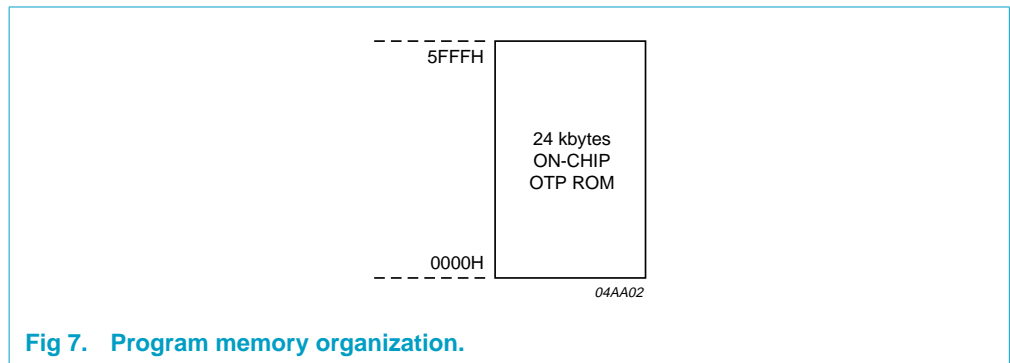 5FFFH
24 kbytes
ON-CHIP
OTP ROM
0000H
04AA02
Fig 7. Program memory organization.